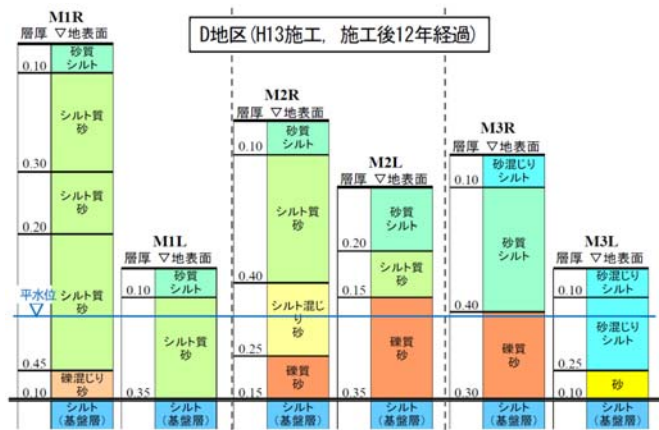 D地区(H13施工, 施工後12年経過)
M1R
層厚 ▽地表面
0.10
砂質
シルト
0.30
シルト質
砂
0.20
シルト質
砂
0.45
シルト質
砂
0.10
礫混じり
砂
シルト
(基盤層)
平水位
▽
M1L
層厚 ▽地表面
0.10
砂質
シルト
0.35
シルト質
砂
シルト
(基盤層)
M2R
層厚 ▽地表面
0.10
砂質
シルト
0.40
シルト質
砂
0.25
シルト混じ
り
砂
0.15
礫質
砂
シルト
(基盤層)
M2L
層厚 ▽地表面
0.20
砂質
シルト
0.15
シルト質
砂
0.35
礫質
砂
シルト
(基盤層)
M3R
層厚 ▽地表面
0.10
砂混じり
シルト
0.40
砂質
シルト
0.30
礫質
砂
シルト
(基盤層)
M3L
層厚 ▽地表面
0.10
砂混じり
シルト
0.25
砂混じり
シルト
0.10
砂
シルト
(基盤層)